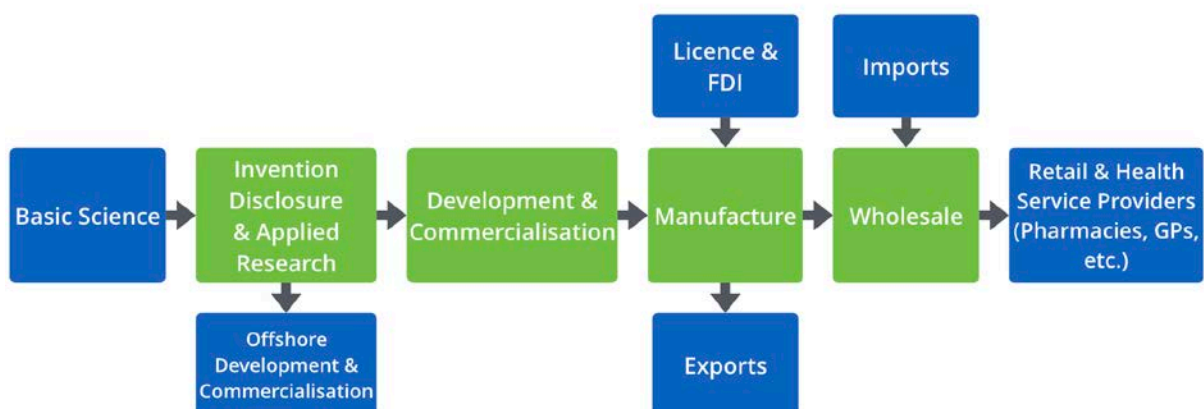 Licence &
FDI
Imports
Basic Science
Invention
Disclosure
& Applied
Research
Development &
Commercialisation
Manufacture
Wholesale
Retail & Health
Service Providers
(Pharmacies, GPs,
etc.)
Offshore
Development &
Commercialisation
Exports